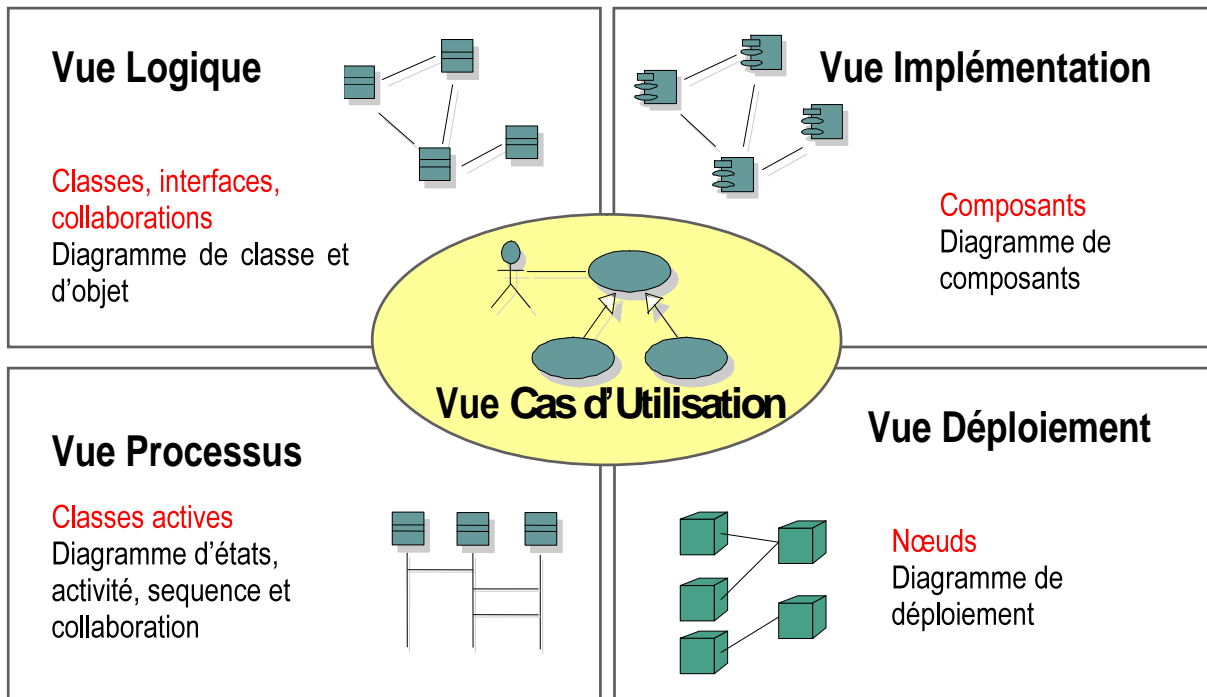 Vue Logique
Classes, interfaces,
collaborations
Diagramme de classe et
d’objet
Vue Implémentation
Composants
Diagramme de
composants
Vue Cas d’Utilisation
Vue Processus
Classes actives
Diagramme d’états,
activité, sequence et
collaboration
Vue Déploiement
Nœuds
Diagramme de
déploiement